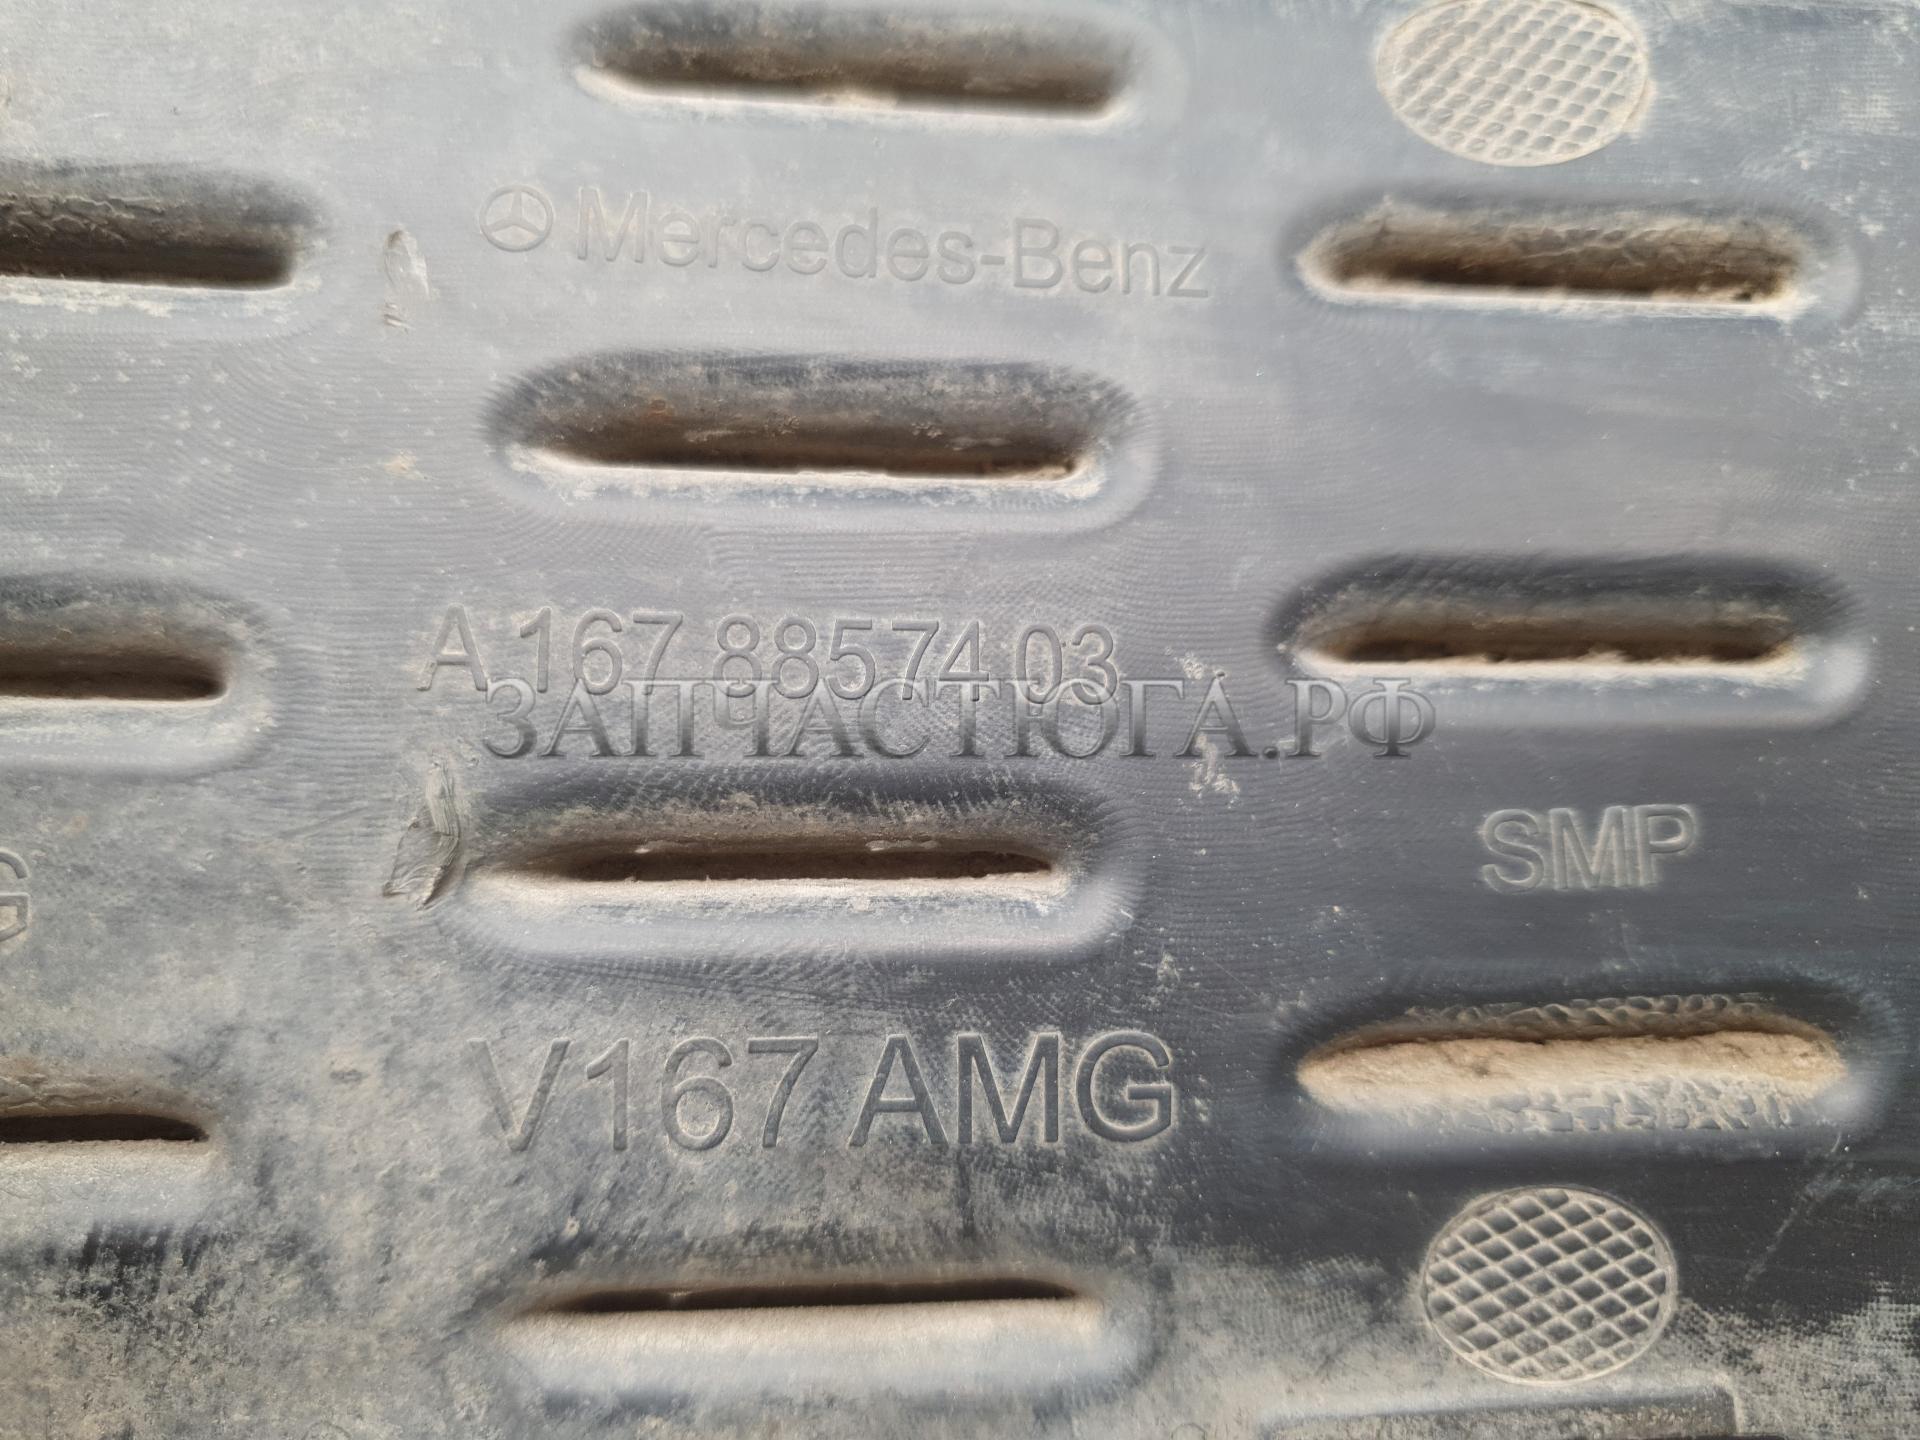 Mercedes-Benz
A 167 885 74 03
ЗАПЧАСТЮГА.РФ
SMP
G
V167 AMG